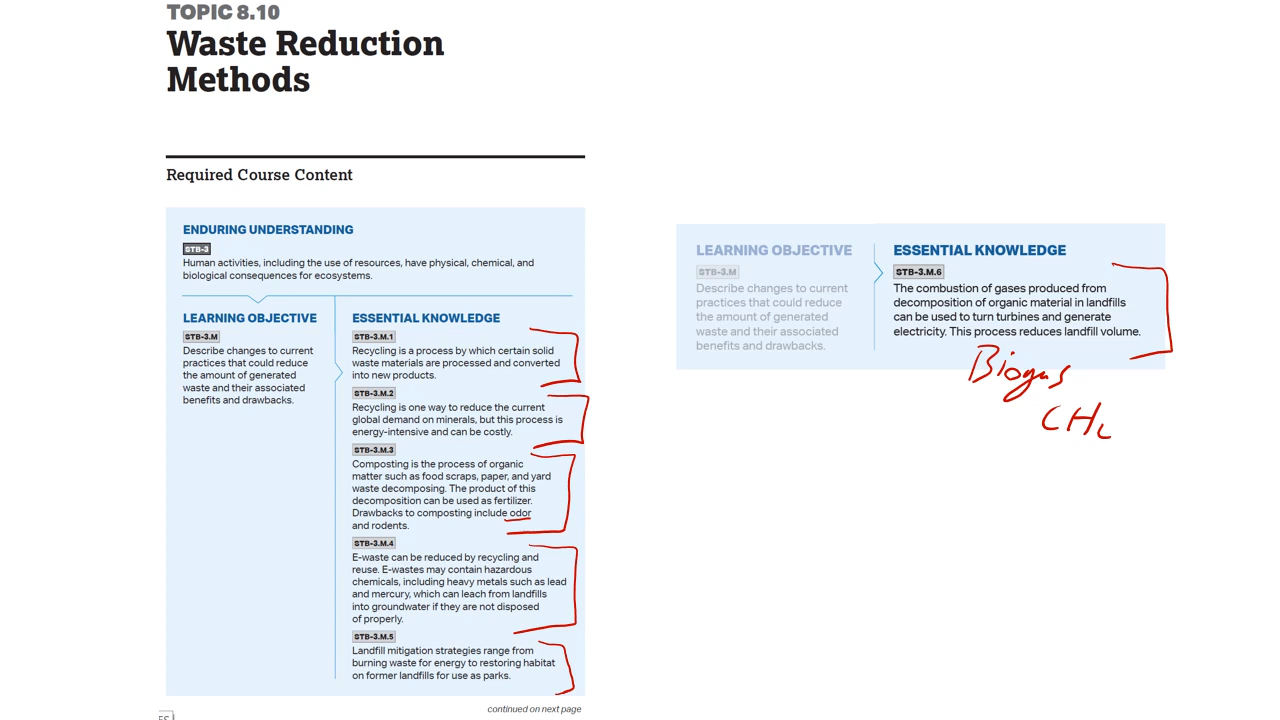 TOPIC 8.10
Waste Reduction
Methods
Required Course Content
ENDURING UNDERSTANDING
STB-3
Human activities, including the use of resources, have physical, chemical, and
biological consequences for ecosystems.
LEARNING OBJECTIVE
STB-3.M
Describe changes to current
practices that could reduce
the amount of generated
waste and their associated
benefits and drawbacks.
ESSENTIAL KNOWLEDGE
STB-3.M.1
Recycling is a process by which certain solid
waste materials are processed and converted
into new products.
STB-3.M.2
Recycling is one way to reduce the current
global demand on minerals, but this process is
energy-intensive and can be costly.
STB-3.M.3
Composting is the process of organic
matter such as food scraps, paper, and yard
waste decomposing. The product of this
decomposition can be used as fertilizer.
Drawbacks to composting include odor
and rodents.
STB-3.M.4
E-waste can be reduced by recycling and
reuse. E-wastes may contain hazardous
chemicals, including heavy metals such as lead
and mercury, which can leach from landfills
into groundwater if they are not disposed
of properly.
STB-3.M.5
Landfill mitigation strategies range from
burning waste for energy to restoring habitat
on former landfills for use as parks.
continued on next page
LEARNING OBJECTIVE
STB-3.M
Describe changes to current
practices that could reduce
the amount of generated
waste and their associated
benefits and drawbacks.
ESSENTIAL KNOWLEDGE
STB-3.M.6
The combustion of gases produced from
decomposition of organic material in landfills
can be used to turn turbines and generate
electricity. This process reduces landfill volume.
Biogas